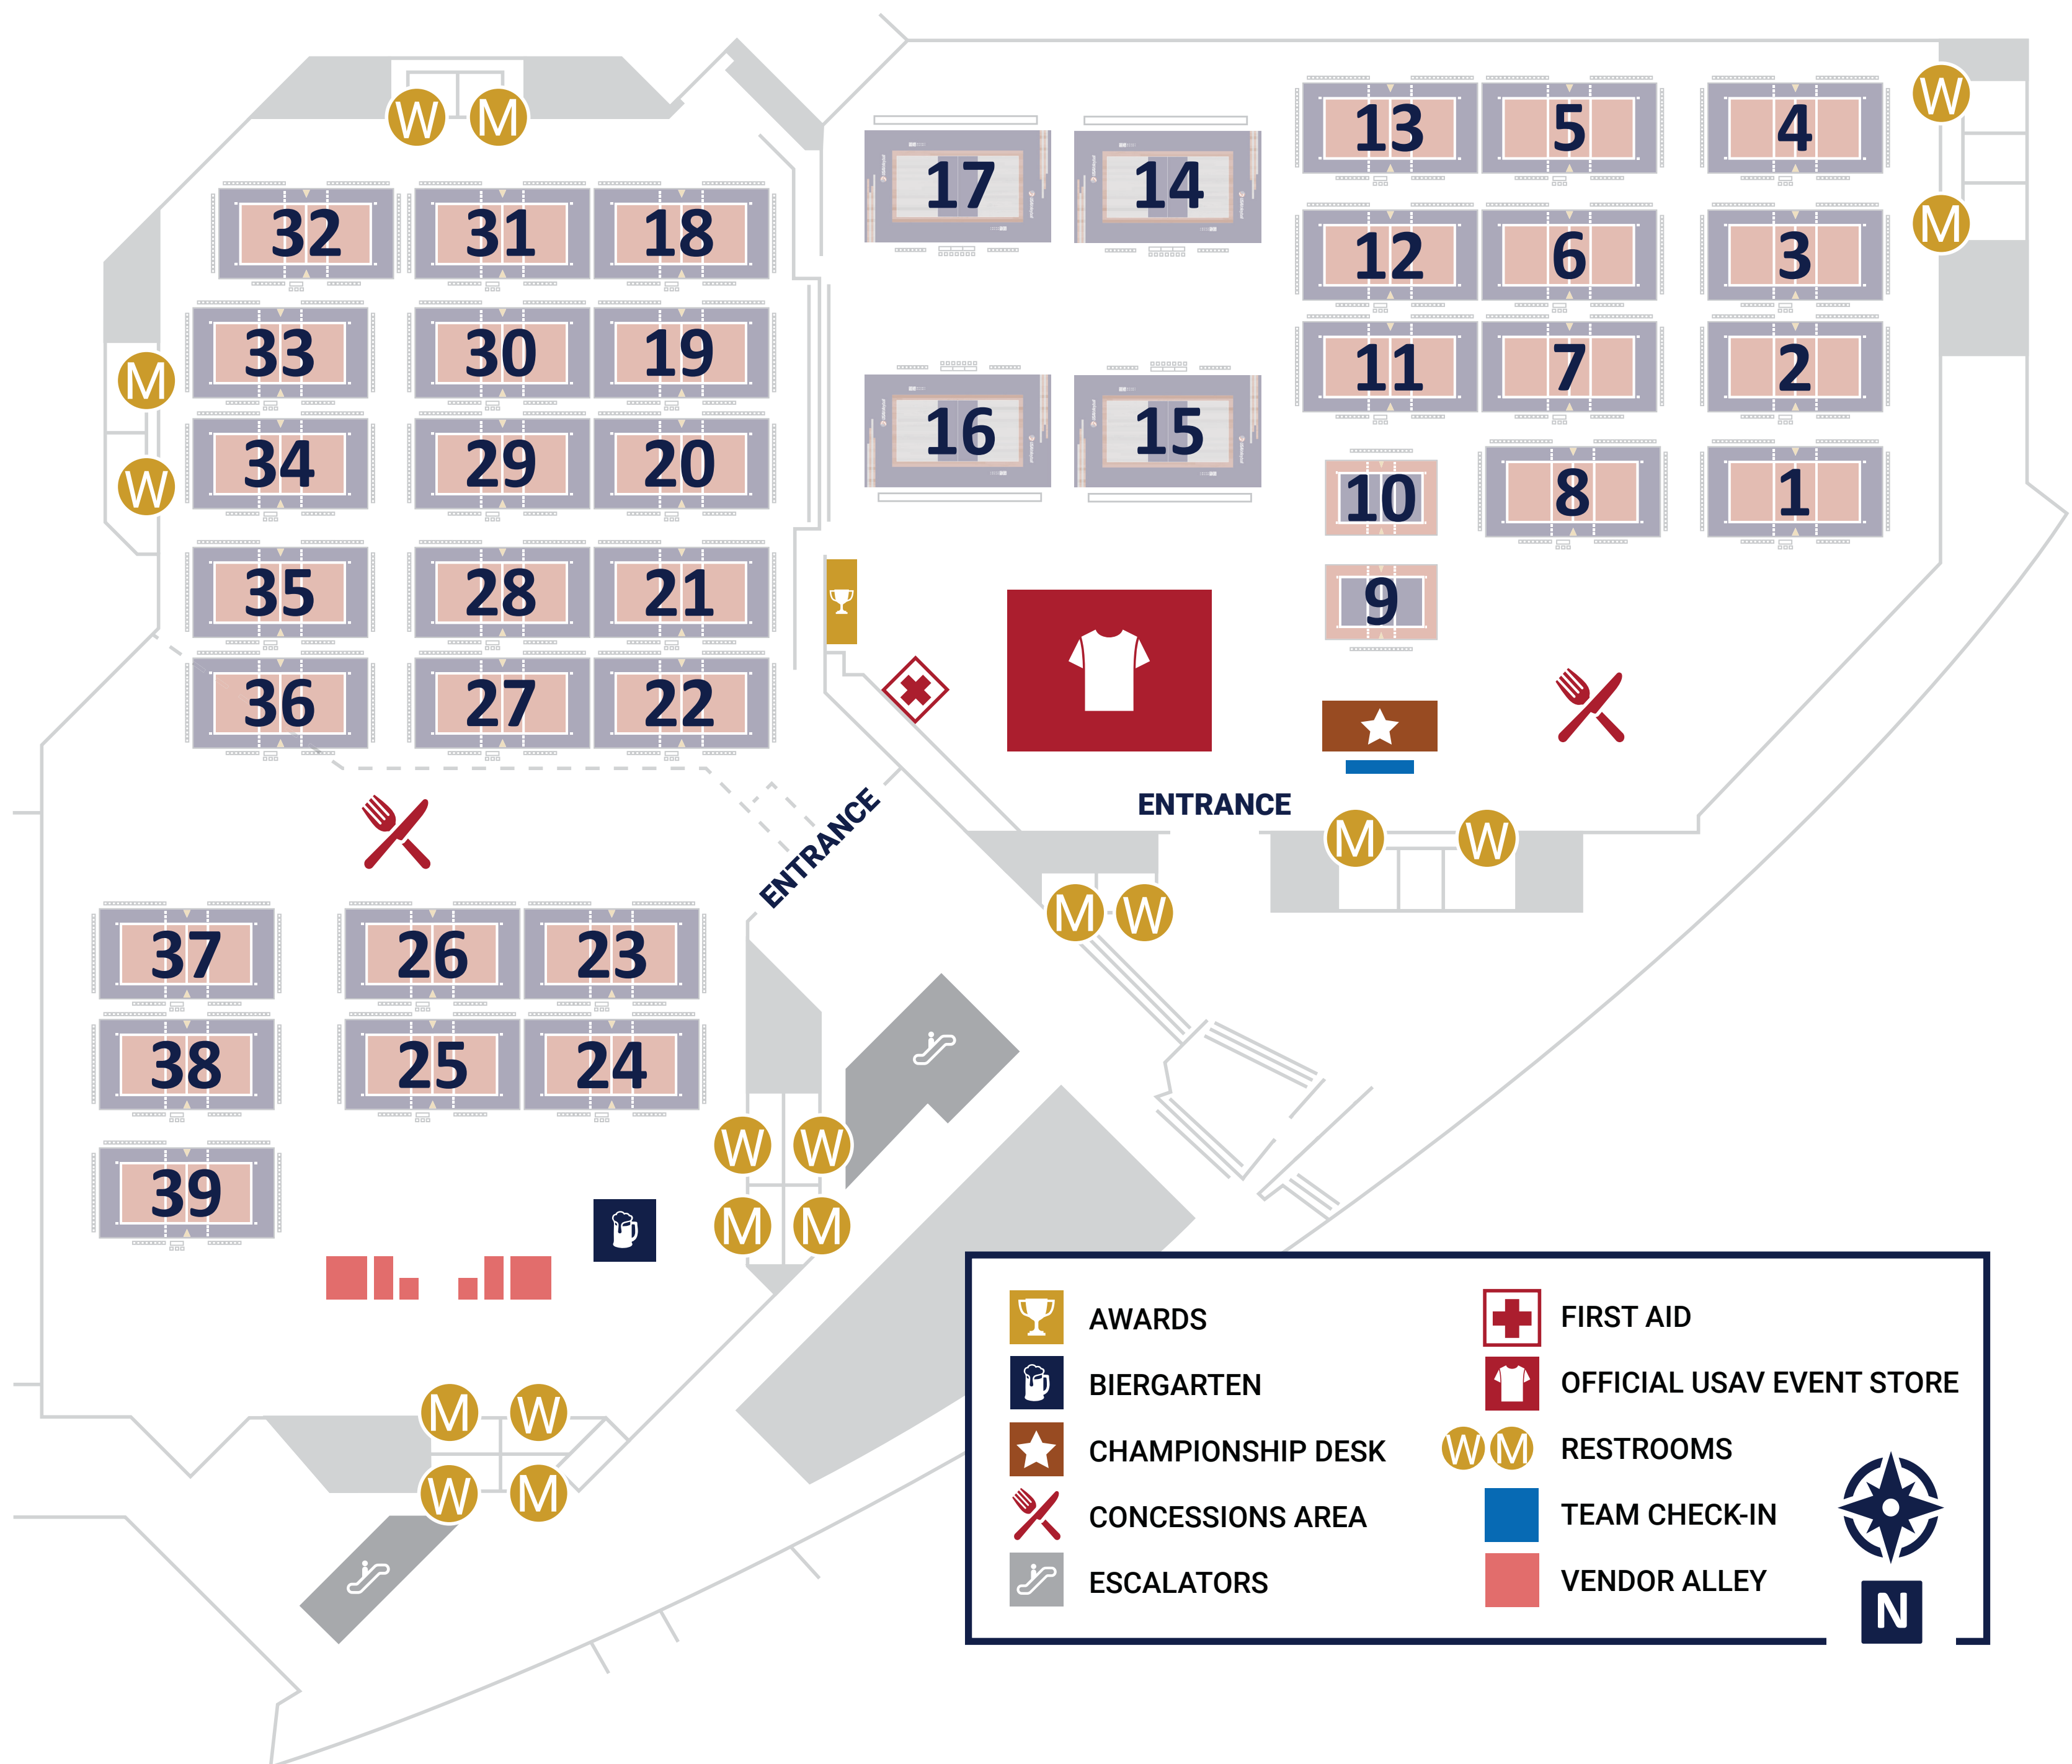 W M
13 5 4 W
17 14
32 31 18
12 6 3 M
33 30 19
11 7 2
M
16 15
34 29 20
W
10 8 1
35 28 21
9
36 27 22
ENTRANCE
ENTRANCE
M W
M W
37 26 23
38 25 24
W W
39
M M
AWARDS
BIERGARTEN
CHAMPIONSHIP DESK
CONCESSIONS AREA
ESCALATORS
FIRST AID
OFFICIAL USAV EVENT STORE
W M RESTROOMS
TEAM CHECK-IN
VENDOR ALLEY
N
M W
W M